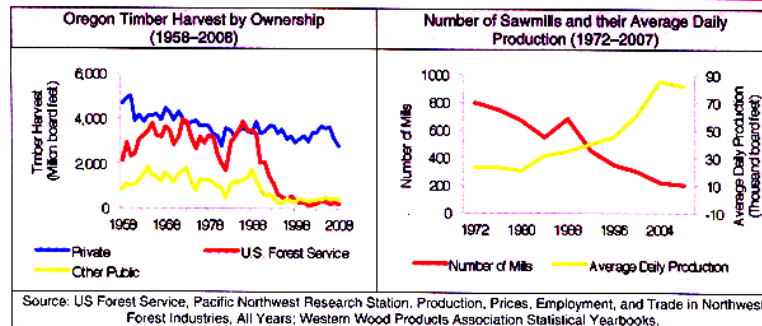 Oregon Timber Harvest by Ownership
(1958–2008)
Timber Harvest
(Million board feet)
6,000
4,000
2,000
0
1958
1968
1978
1988
1998
2008
Private
U.S. Forest Service
Other Public
Number of Sawmills and their Average Daily
Production (1972–2007)
Number of Mills
1000
800
600
400
200
0
90
70
50
30
10
-10
Average Daily Production
(Thousand board feet)
1972
1980
1988
1996
2004
Number of Mills
Average Daily Production
Source: US Forest Service, Pacific Northwest Research Station. Production, Prices, Employment, and Trade in Northwest
Forest Industries, All Years; Western Wood Products Association Statistical Yearbooks.